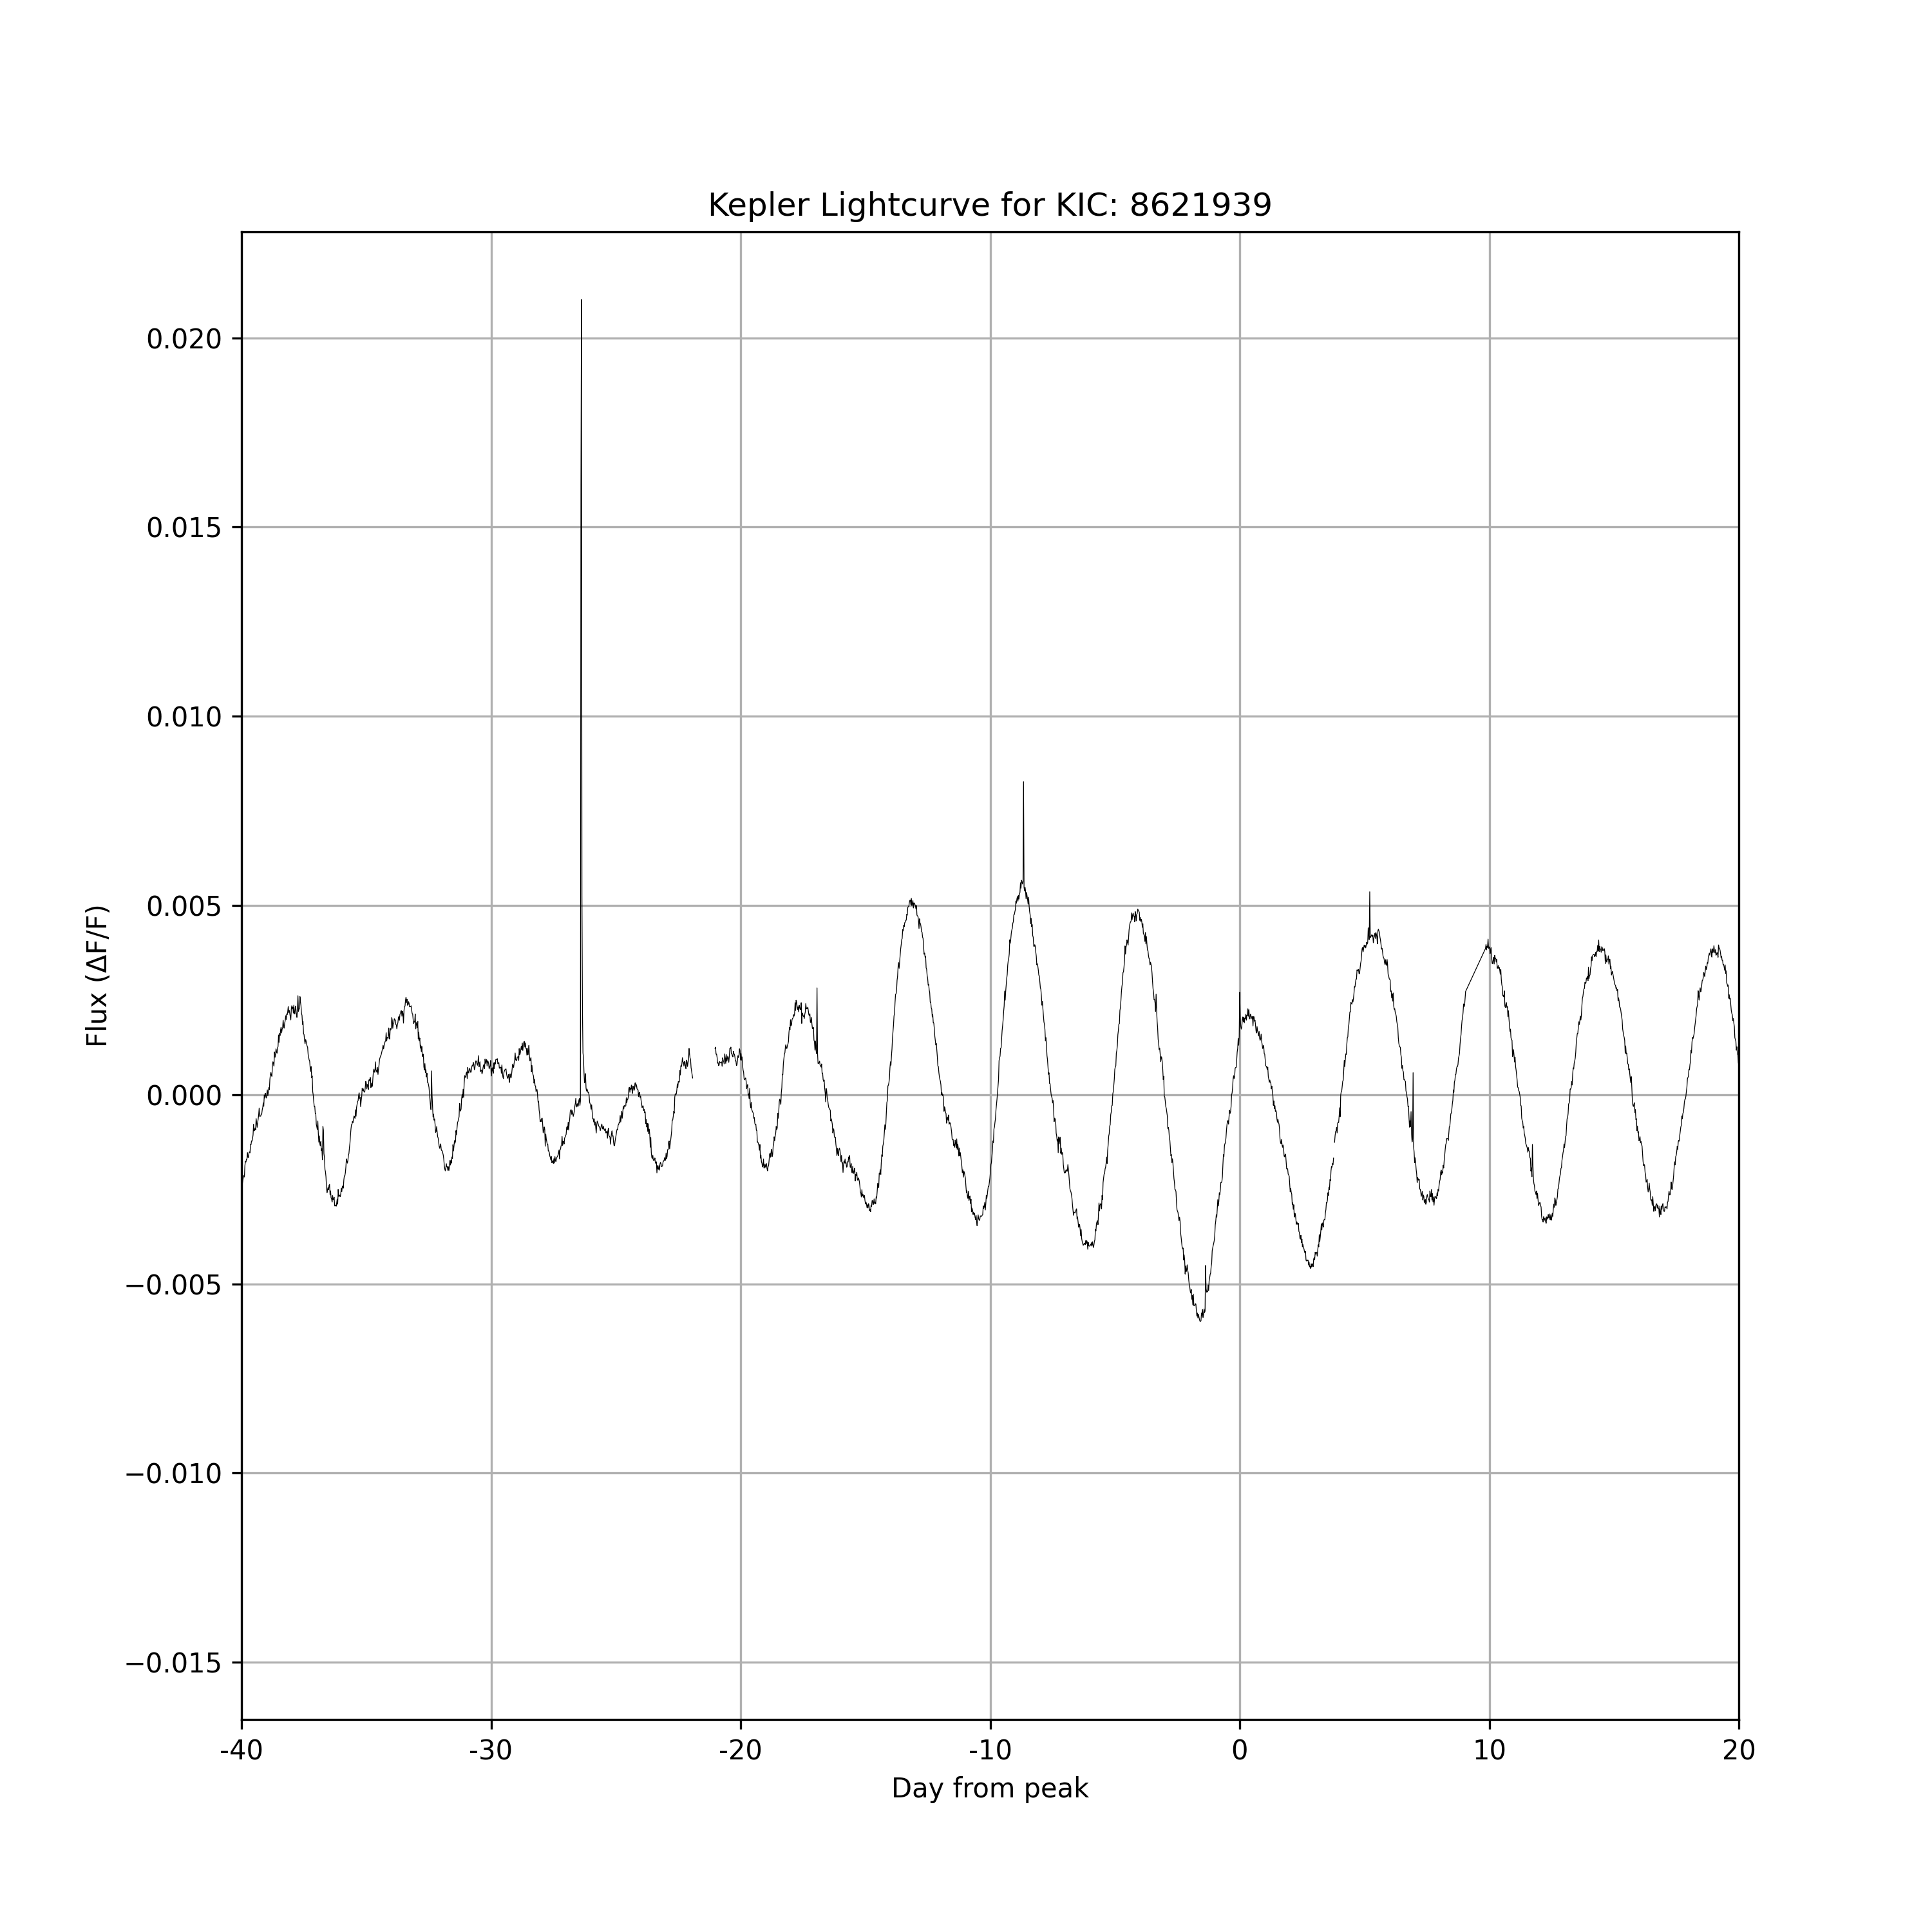 Kepler Lightcurve for KIC: 8621939
0.020
0.015
0.010
0.005
0.000
−0.005
−0.010
−0.015
Flux (ΔF/F)
-40 -30 -20 -10 0 10 20
Day from peak